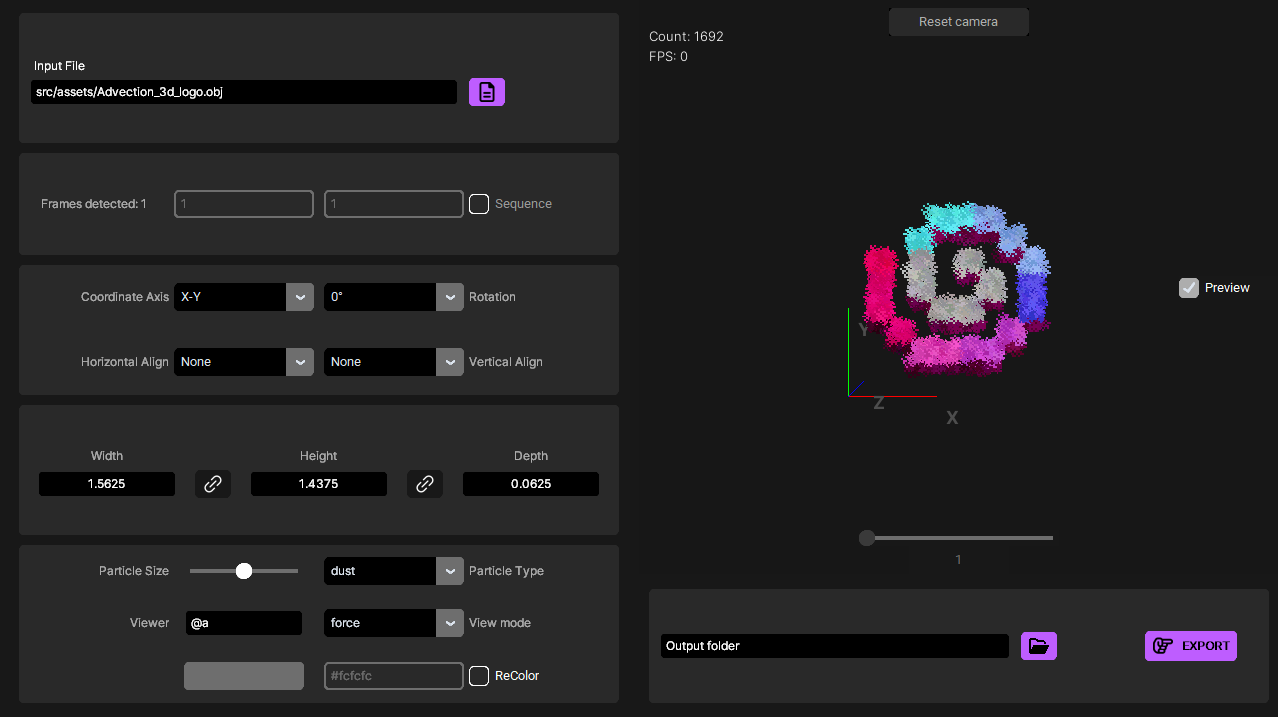 Input File
src/assets/Advection_3d_logo.obj
Frames detected: 1
1
1
Sequence
Coordinate Axis
X-Y
0°
Rotation
Horizontal Align
None
None
Vertical Align
Width
Height
Depth
1.5625
1.4375
0.0625
Particle Size
dust
Particle Type
Viewer
@a
force
View mode
#fcfcfc
ReColor
Reset camera
Count: 1692
FPS: 0
Preview
Y
Z
X
1
Output folder
EXPORT